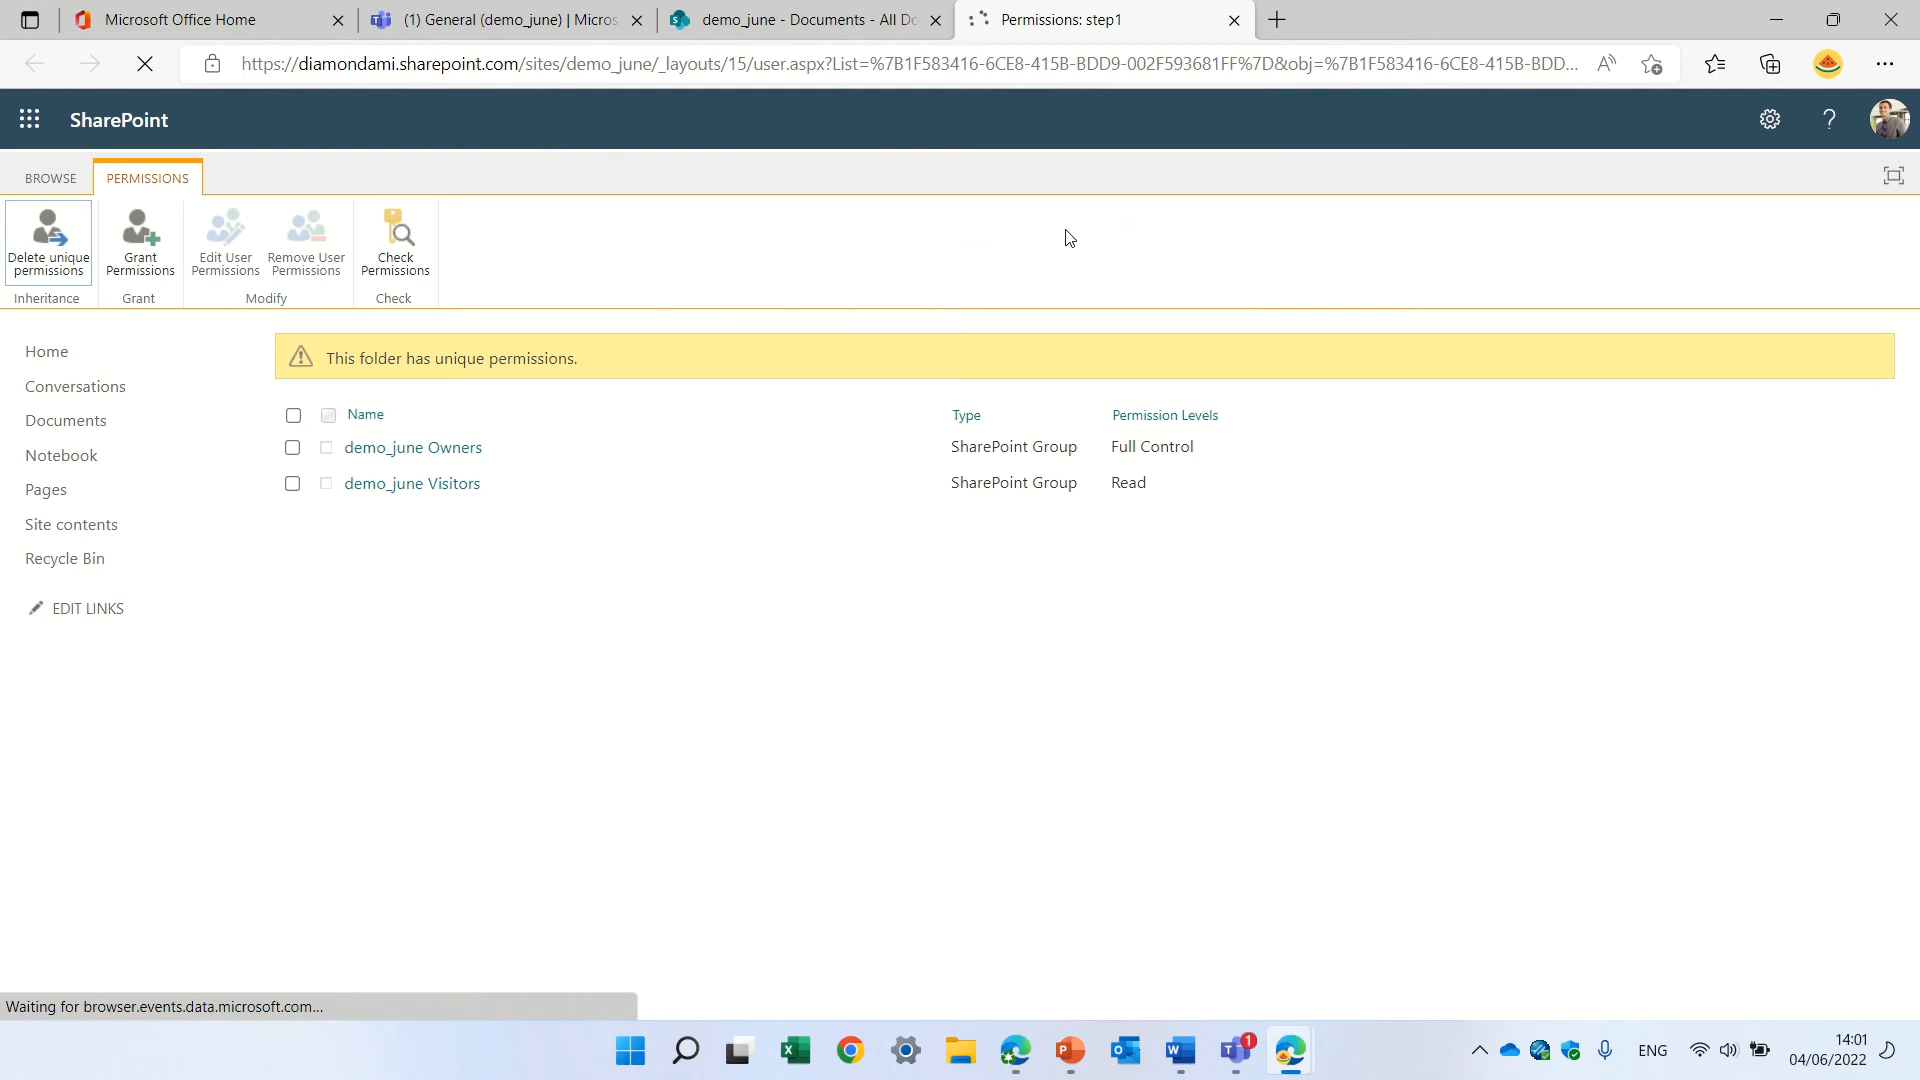 Microsoft Office Home
(1) General (demo_june) | Micros
demo_june - Documents - All Do
Permissions: step1
https://diamondami.sharepoint.com/sites/demo_june/_layouts/15/user.aspx?List=%7B1F583416-6CE8-415B-BDD9-002F593681FF%7D&obj=%7B1F583416-6CE8-415B-BDD...
SharePoint
BROWSE
PERMISSIONS
Delete unique permissions
Grant Permissions
Edit User Permissions
Remove User Permissions
Check Permissions
Inheritance
Grant
Modify
Check
Home
Conversations
Documents
Notebook
Pages
Site contents
Recycle Bin
EDIT LINKS
This folder has unique permissions.
Name Type Permission Levels
demo_june Owners SharePoint Group Full Control
demo_june Visitors SharePoint Group Read
Waiting for browser.events.data.microsoft.com...
1
ENG
14:01
04/06/2022